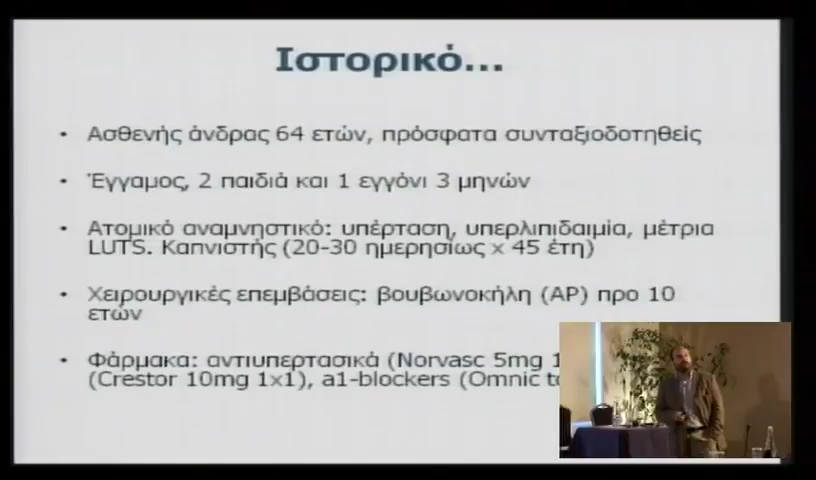 Ιστορικό...
• Ασθενής άνδρας 64 ετών, πρόσφατα συνταξιοδοτηθείς
• Έγγαμος, 2 παιδιά και 1 εγγόνι 3 μηνών
• Ατομικό αναμνηστικό: υπέρταση, υπερλιπιδαιμία, μέτρια
LUTS. Καπνιστής (20-30 ημερησίως x 45 έτη)
• Χειρουργικές επεμβάσεις: βουβωνοκήλη (ΑΡ) προ 10
ετών
• Φάρμακα: αντιυπερτασικά (Norvasc 5mg
(Crestor 10mg 1x1), a1-blockers (Omnic